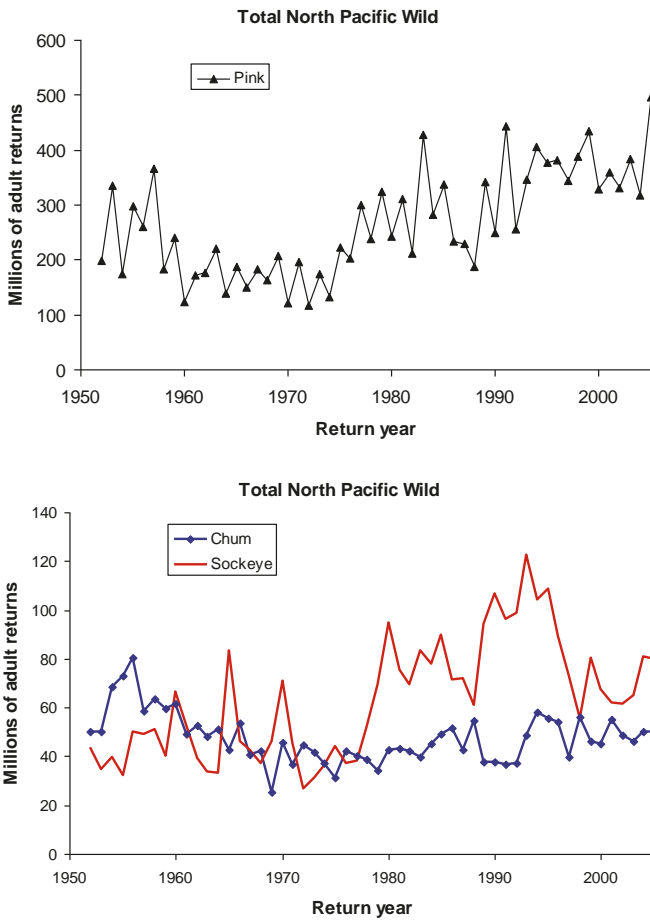 Total North Pacific Wild
600
500
400
300
200
100
0
Millions of adult returns
Pink
1950 1960 1970 1980 1990 2000
Return year
Total North Pacific Wild
140
120
100
80
60
40
20
0
Millions of adult returns
Chum
Sockeye
1950 1960 1970 1980 1990 2000
Return year